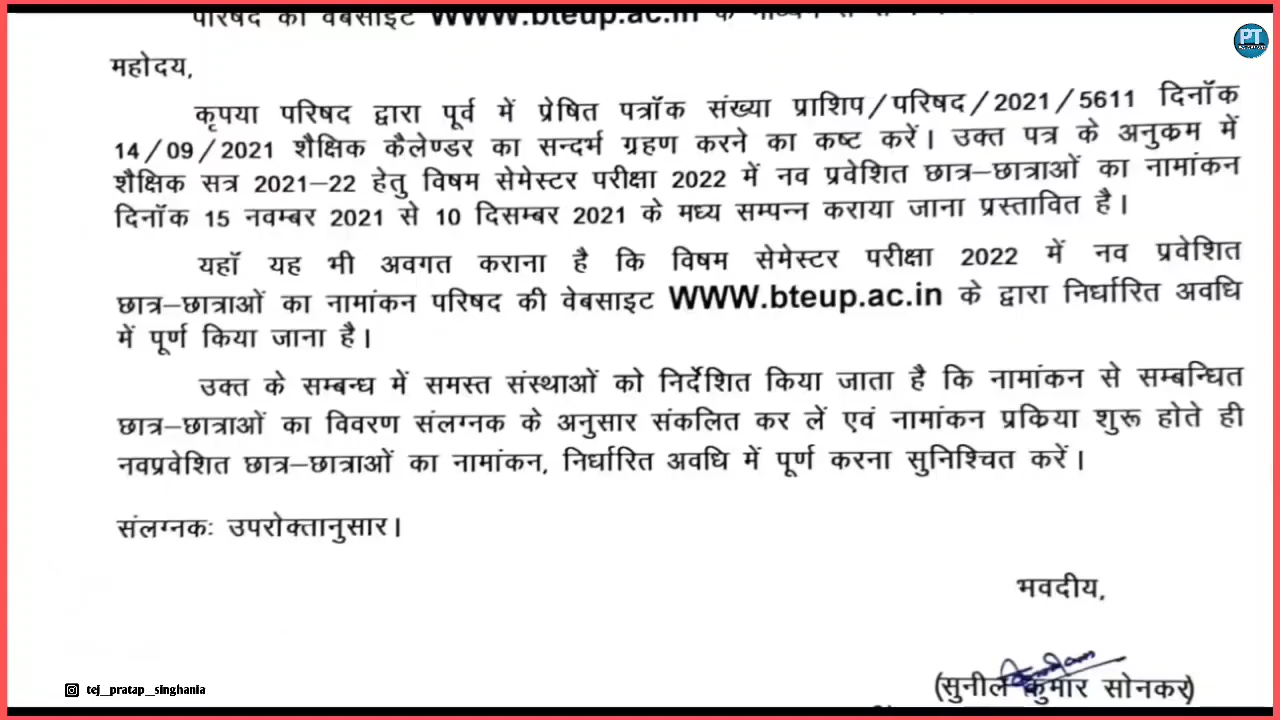 परिषद की वेबसाइट WWW.bteup.ac.in के माध्यम से
PT
महोदय,
कृपया परिषद द्वारा पूर्व में प्रेषित पत्रॉक संख्या प्राशिप/परिषद/2021/5611 दिनॉक
14/09/2021 शैक्षिक कैलेण्डर का सन्दर्भ ग्रहण करने का कष्ट करें। उक्त पत्र के अनुक्रम में
शैक्षिक सत्र 2021–22 हेतु विषम सेमेस्टर परीक्षा 2022 में नव प्रवेशित छात्र–छात्राओं का नामांकन
दिनॉक 15 नवम्बर 2021 से 10 दिसम्बर 2021 के मध्य सम्पन्न कराया जाना प्रस्तावित है।
यहॉ यह भी अवगत कराना है कि विषम सेमेस्टर परीक्षा 2022 में नव प्रवेशित
छात्र–छात्राओं का नामांकन परिषद की वेबसाइट WWW.bteup.ac.in के द्वारा निर्धारित अवधि
में पूर्ण किया जाना है।
उक्त के सम्बन्ध में समस्त संस्थाओं को निर्देशित किया जाता है कि नामांकन से सम्बन्धित
छात्र–छात्राओं का विवरण संलग्नक के अनुसार संकलित कर लें एवं नामांकन प्रक्रिया शुरू होते ही
नवप्रवेशित छात्र–छात्राओं का नामांकन, निर्धारित अवधि में पूर्ण करना सुनिश्चित करें।
संलग्नकः उपरोक्तानुसार।
भवदीय,
(सुनील कुमार सोनकर)
tej_pratap_singhania